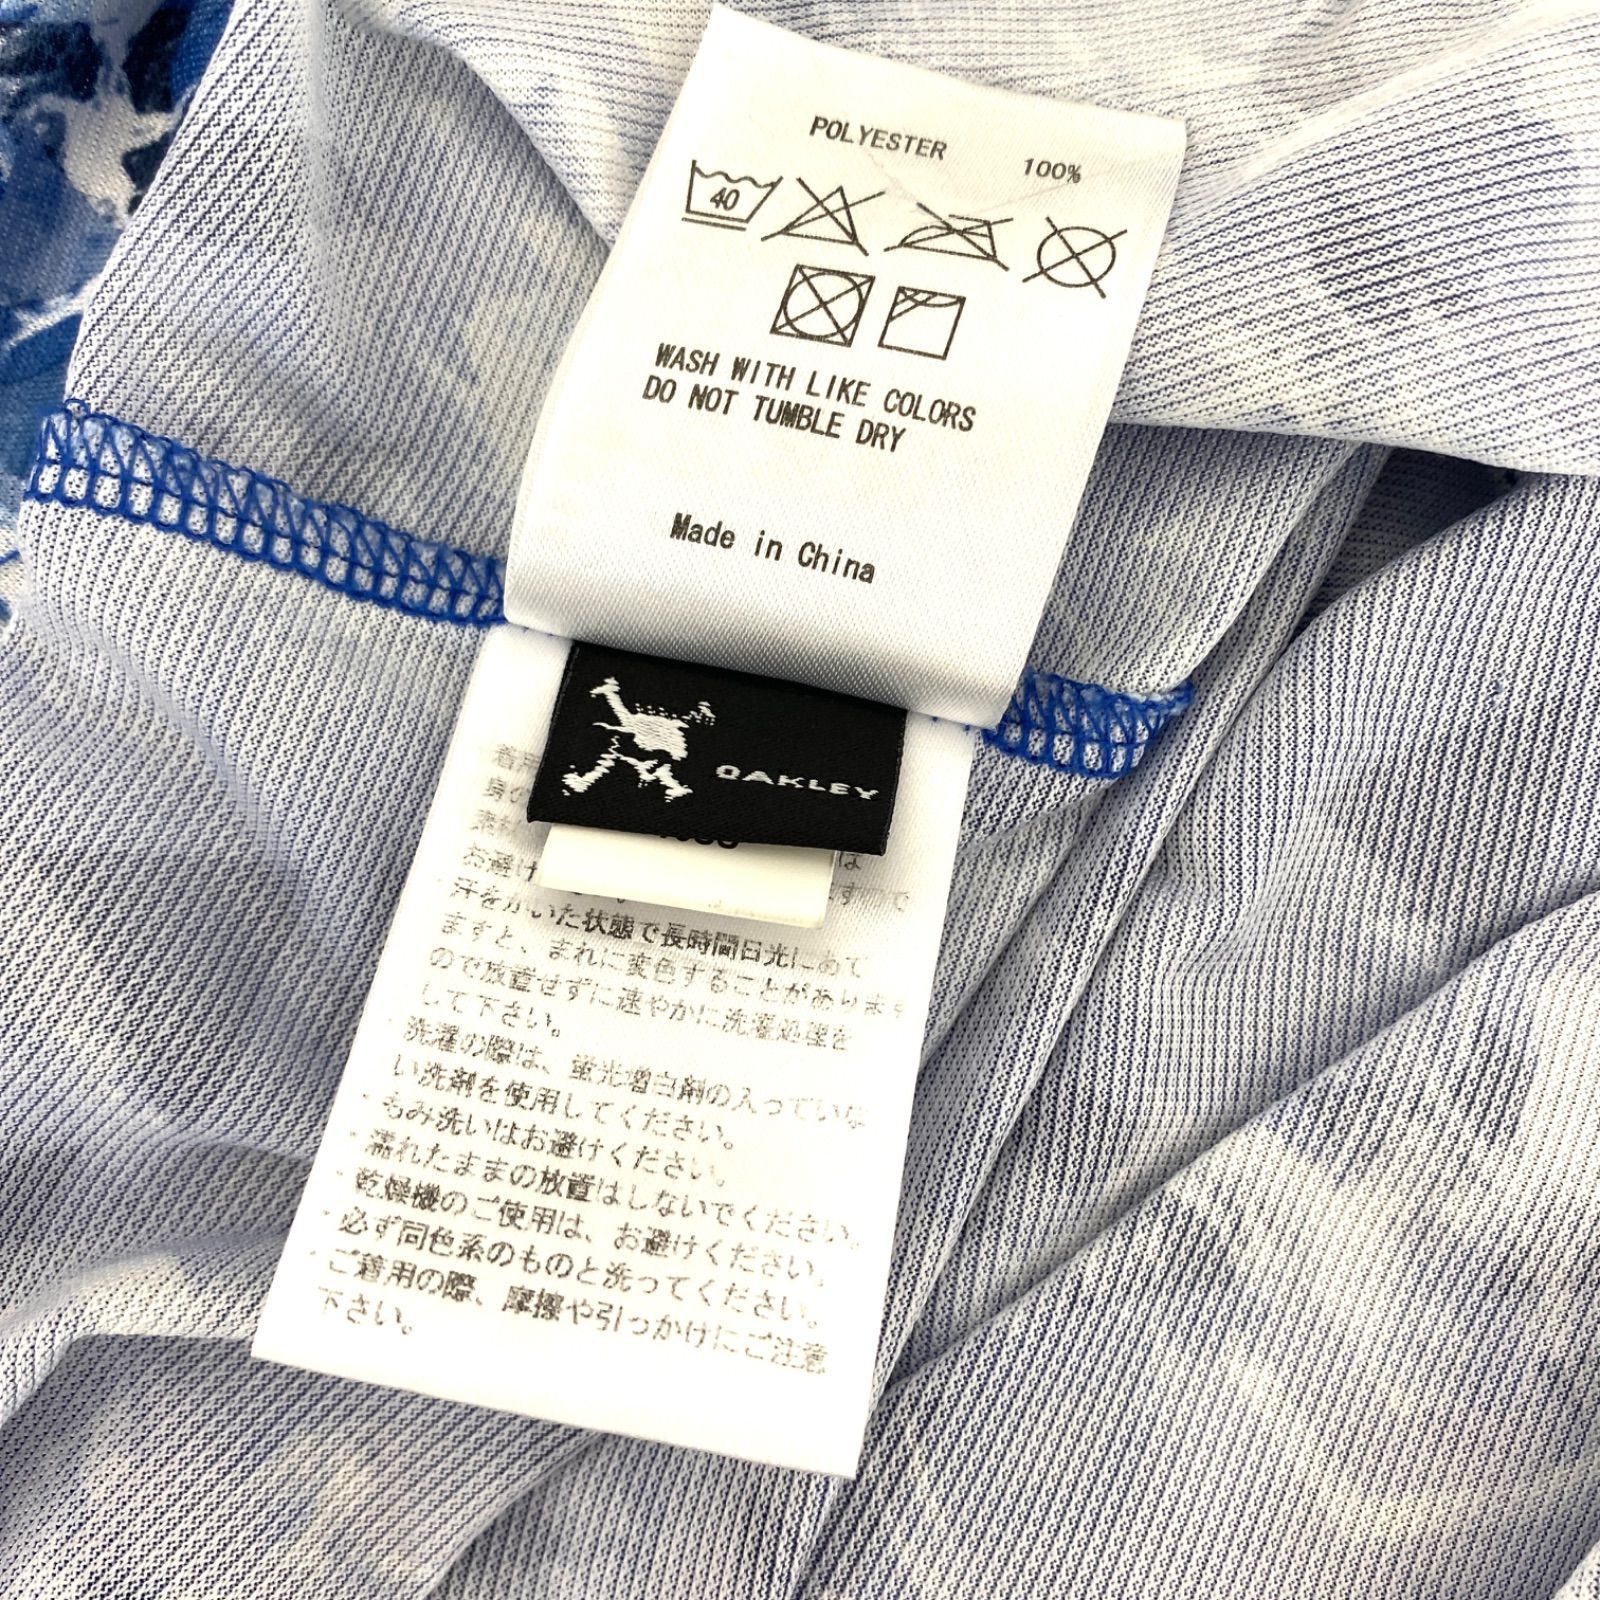 POLYESTER 100%
40
WASH WITH LIKE COLORS
DO NOT TUMBLE DRY
Made in China
OAKLEY
お避け
汗をかいた状態で長時間日光にあて
ますと、まれに変色することがあります
ので放置せずに速やかに洗濯処理を
して下さい。
・洗濯の際は、蛍光増白剤の入っていな
い洗剤を使用してください。
・もみ洗いはお避けください。
・濡れたままの放置はしないでください。
・乾燥機のご使用は、お避けください。
・必ず同色系のものと洗ってください。
・ご着用の際、摩擦や引っかけにご注意
下さい。